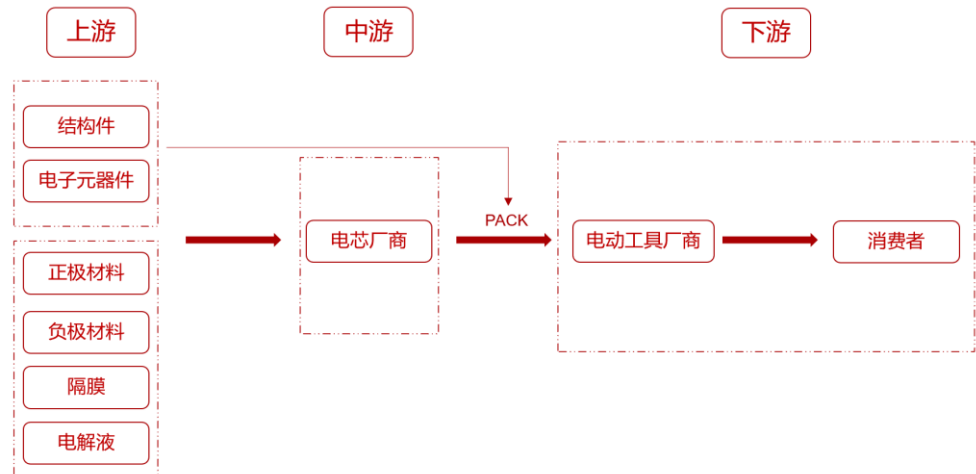 上游
中游
下游
结构件
电子元器件
PACK
电芯厂商
电动工具厂商
消费者
正极材料
负极材料
隔膜
电解液